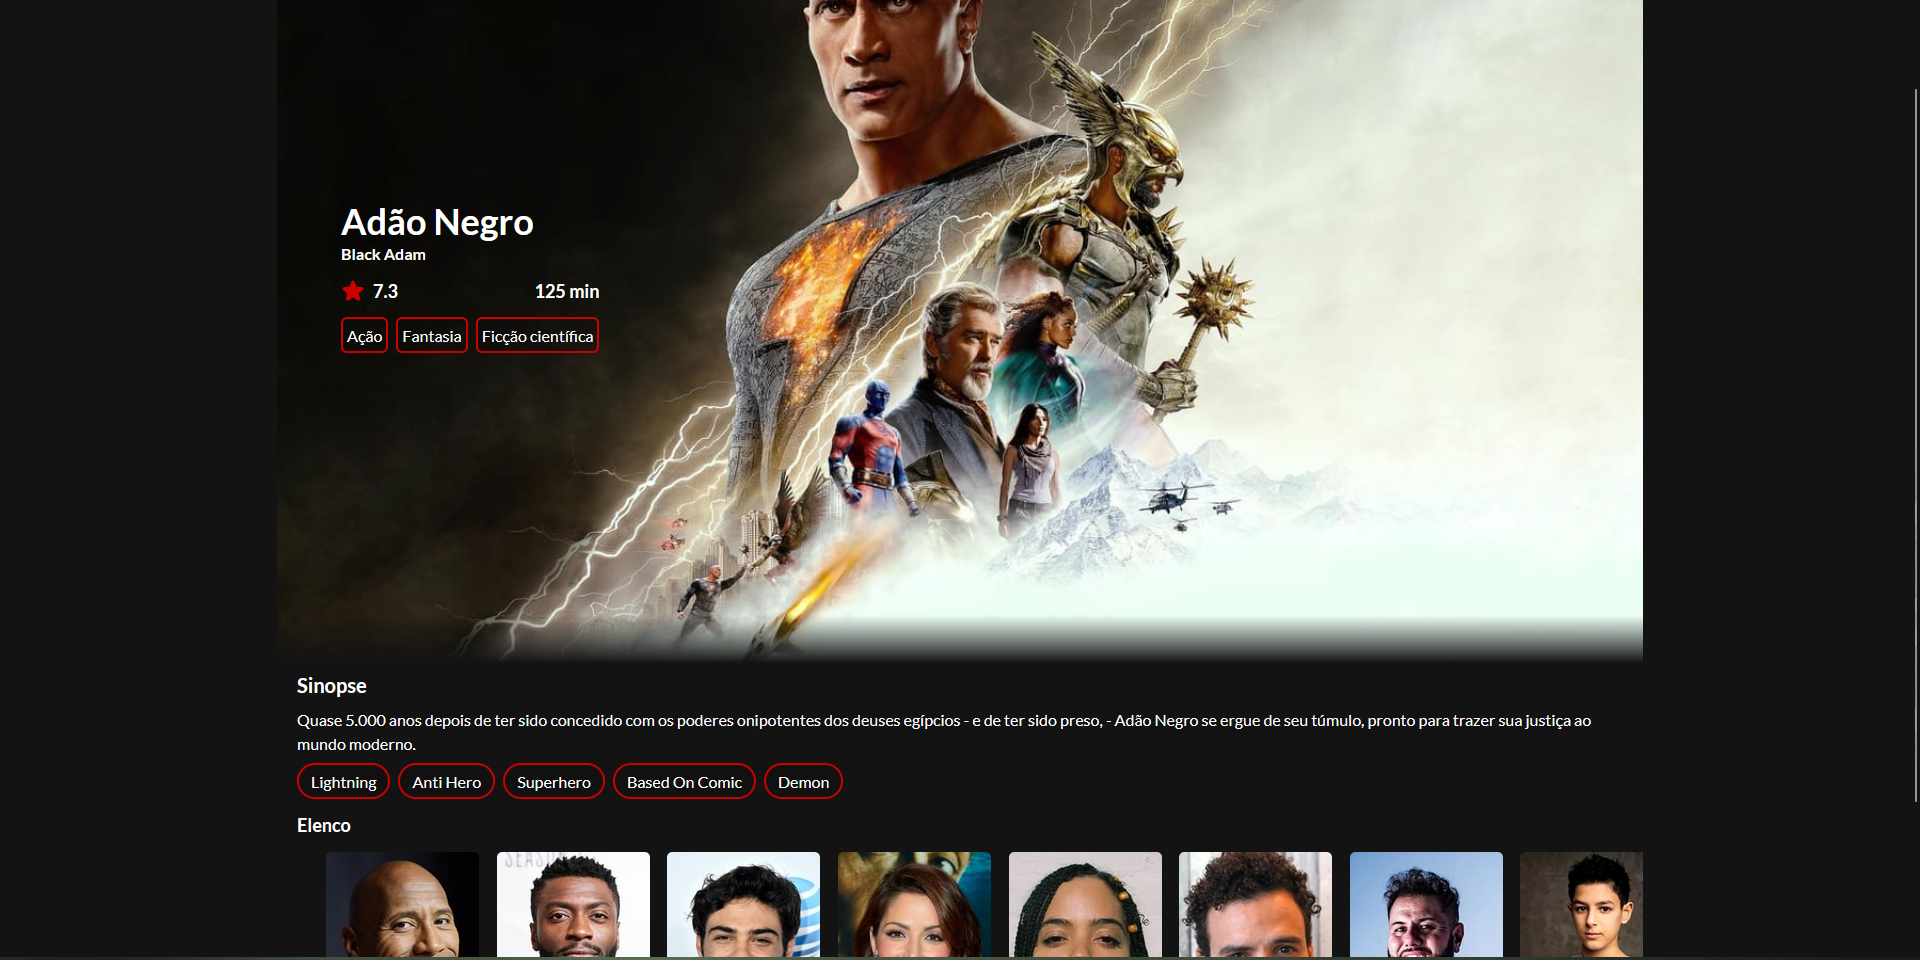 Adão Negro
Black Adam
7.3 125 min
Ação Fantasia Ficção científica
Sinopse
Quase 5.000 anos depois de ter sido concedido com os poderes onipotentes dos deuses egípcios - e de ter sido preso, - Adão Negro se ergue de seu túmulo, pronto para trazer sua justiça ao
mundo moderno.
Lightning Anti Hero Superhero Based On Comic Demon
Elenco